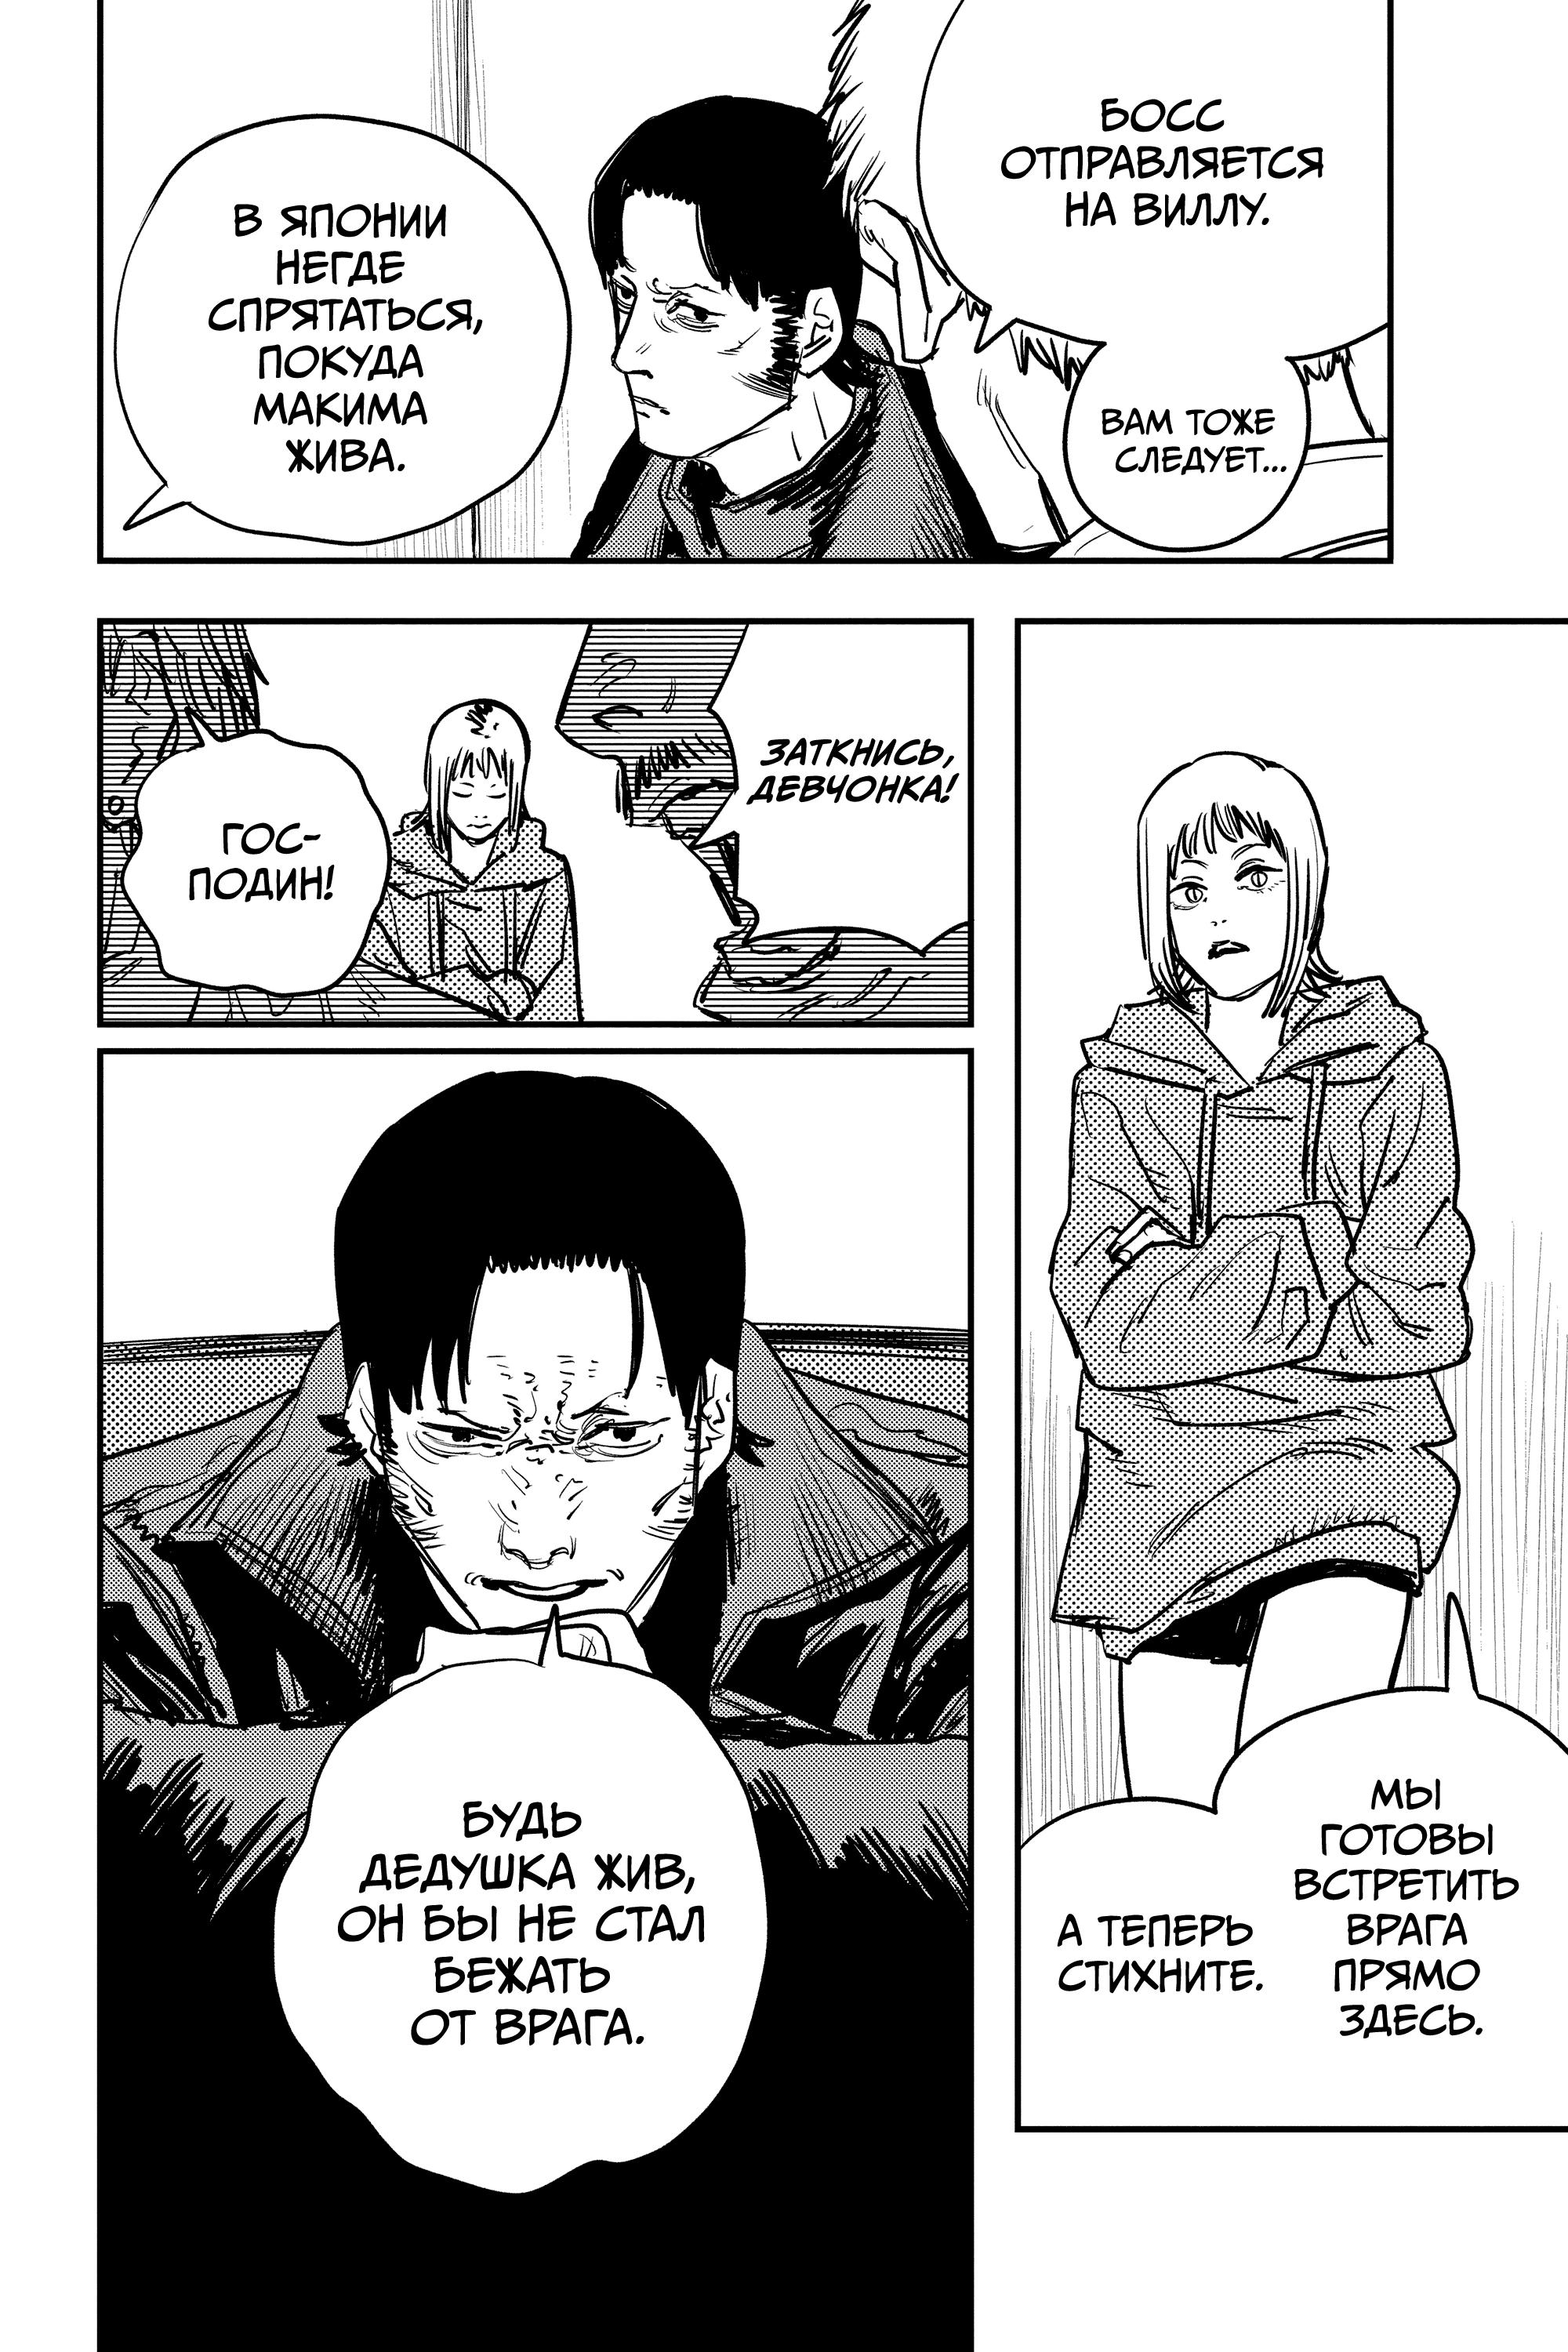 БОСС
ОТПРАВЛЯЕТСЯ
НА ВИЛЛУ.
ВАМ ТОЖЕ
СЛЕДУЕТ...
В ЯПОНИИ
НЕГДЕ
СПРЯТАТЬСЯ,
ПОКУДА
МАКИМА
ЖИВА.
МЫ
ГОТОВЫ
ВСТРЕТИТЬ
ВРАГА
ПРЯМО
ЗДЕСЬ.
А ТЕПЕРЬ
СТИХНИТЕ.
ЗАТКНИСЬ,
ДЕВЧОНКА!
ГОС-
ПОДИН!
БУДЬ
ДЕДУШКА ЖИВ,
ОН БЫ НЕ СТАЛ
БЕЖАТЬ
ОТ ВРАГА.